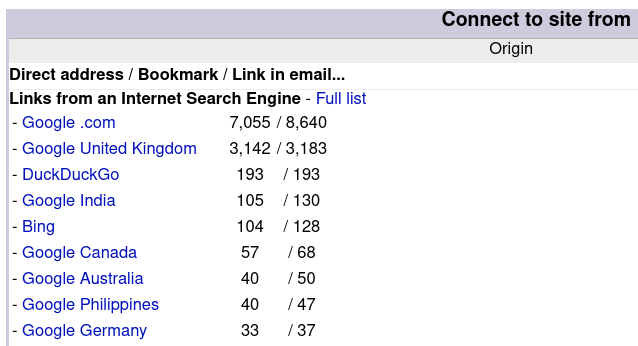 Connect to site from
Origin
Direct address / Bookmark / Link in email...
Links from an Internet Search Engine - Full list
- Google .com 7,055 / 8,640
- Google United Kingdom 3,142 / 3,183
- DuckDuckGo 193 / 193
- Google India 105 / 130
- Bing 104 / 128
- Google Canada 57 / 68
- Google Australia 40 / 50
- Google Philippines 40 / 47
- Google Germany 33 / 37